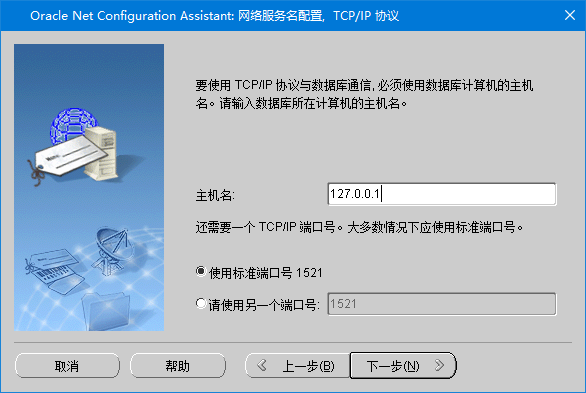 Oracle Net Configuration Assistant: 网络服务名配置, TCP/IP 协议
要使用 TCP/IP 协议与数据库通信, 必须使用数据库计算机的主机
名。请输入数据库所在计算机的主机名。
主机名: 127.0.0.1
还需要一个 TCP/IP 端口号。大多数情况下应使用标准端口号。
使用标准端口号 1521
请使用另一个端口号: 1521
取消 帮助 上一步(B) 下一步(N)